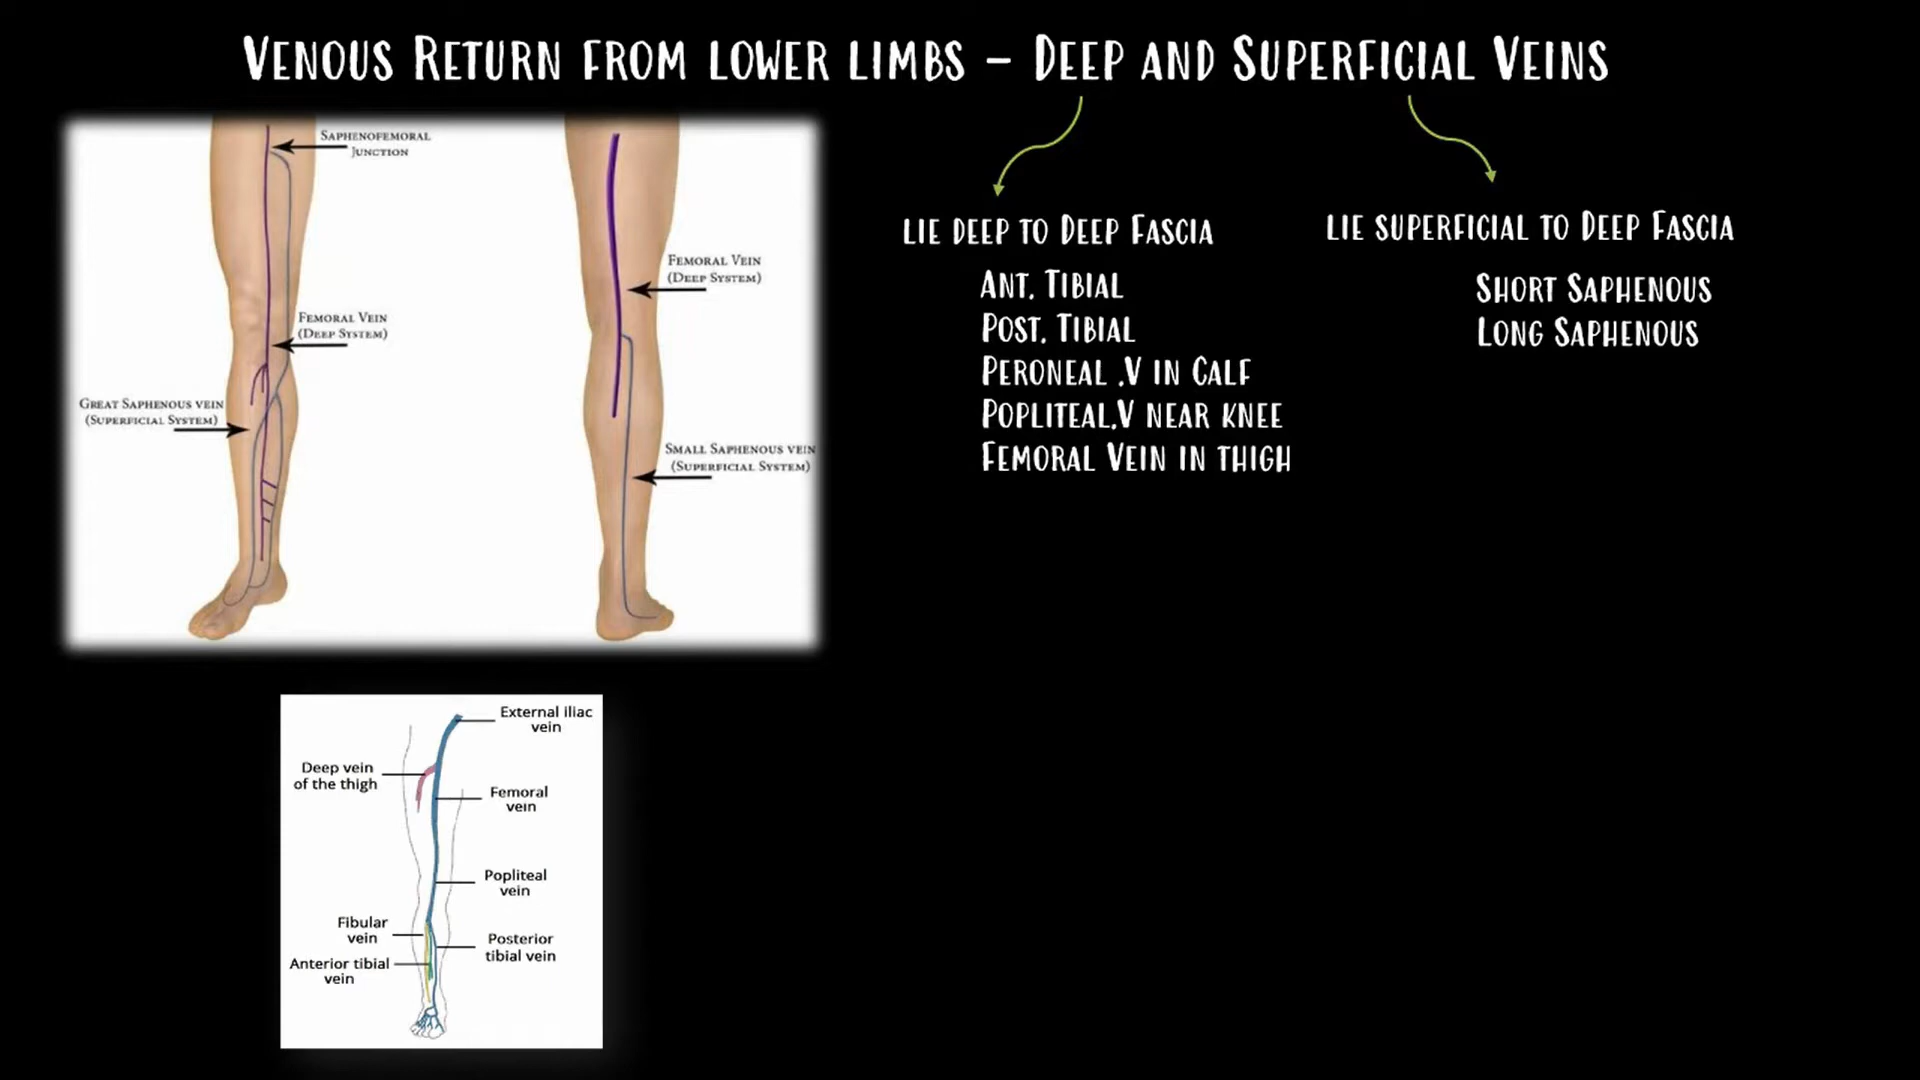 Venous Return from lower limbs – Deep and Superficial Veins
Saphenofemoral
Junction
Femoral Vein
(Deep System)
Great Saphenous vein
(Superficial System)
Femoral Vein
(Deep System)
Small Saphenous vein
(Superficial System)
lie deep to Deep Fascia
Ant. Tibial
Post. Tibial
Peroneal .V in Calf
Popliteal.V near knee
Femoral Vein in thigh
lie superficial to Deep Fascia
Short Saphenous
Long Saphenous
External iliac
vein
Deep vein
of the thigh
Femoral
vein
Popliteal
vein
Fibular
vein
Posterior
tibial vein
Anterior tibial
vein